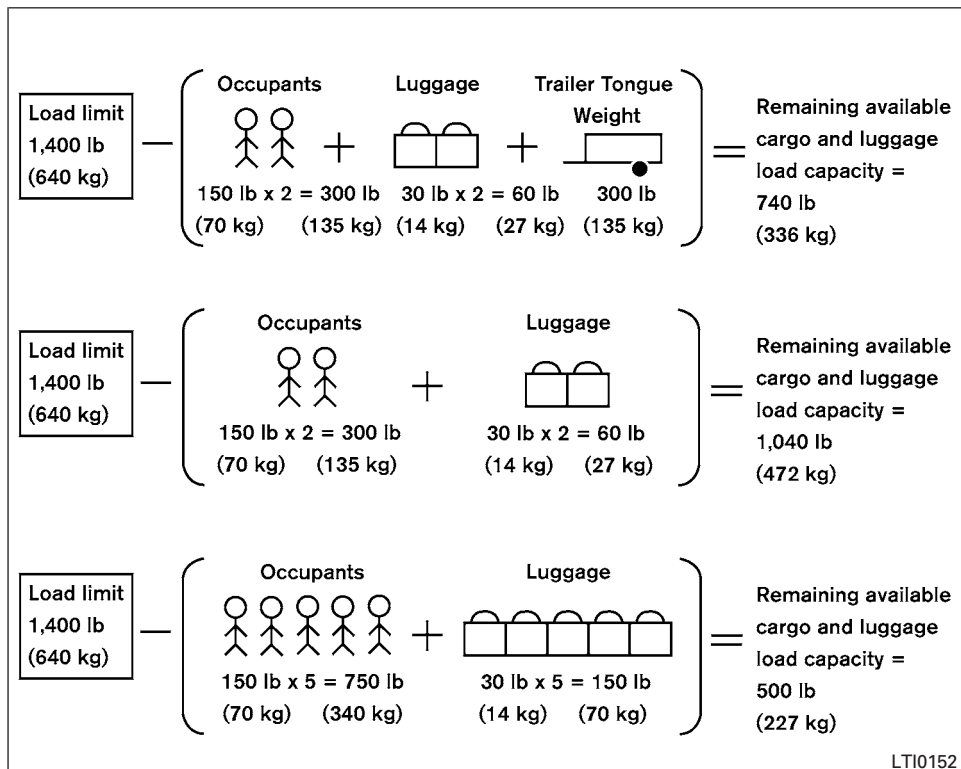 Load limit
1,400 lb
(640 kg)
—
Occupants
150 lb x 2 = 300 lb
(70 kg) (135 kg)
+
Luggage
30 lb x 2 = 60 lb
(14 kg) (27 kg)
+
Trailer Tongue
Weight
300 lb
(135 kg)
=
Remaining available
cargo and luggage
load capacity =
740 lb
(336 kg)
Load limit
1,400 lb
(640 kg)
—
Occupants
150 lb x 2 = 300 lb
(70 kg) (135 kg)
+
Luggage
30 lb x 2 = 60 lb
(14 kg) (27 kg)
=
Remaining available
cargo and luggage
load capacity =
1,040 lb
(472 kg)
Load limit
1,400 lb
(640 kg)
—
Occupants
150 lb x 5 = 750 lb
(70 kg) (340 kg)
+
Luggage
30 lb x 5 = 150 lb
(14 kg) (70 kg)
=
Remaining available
cargo and luggage
load capacity =
500 lb
(227 kg)
LTI0152